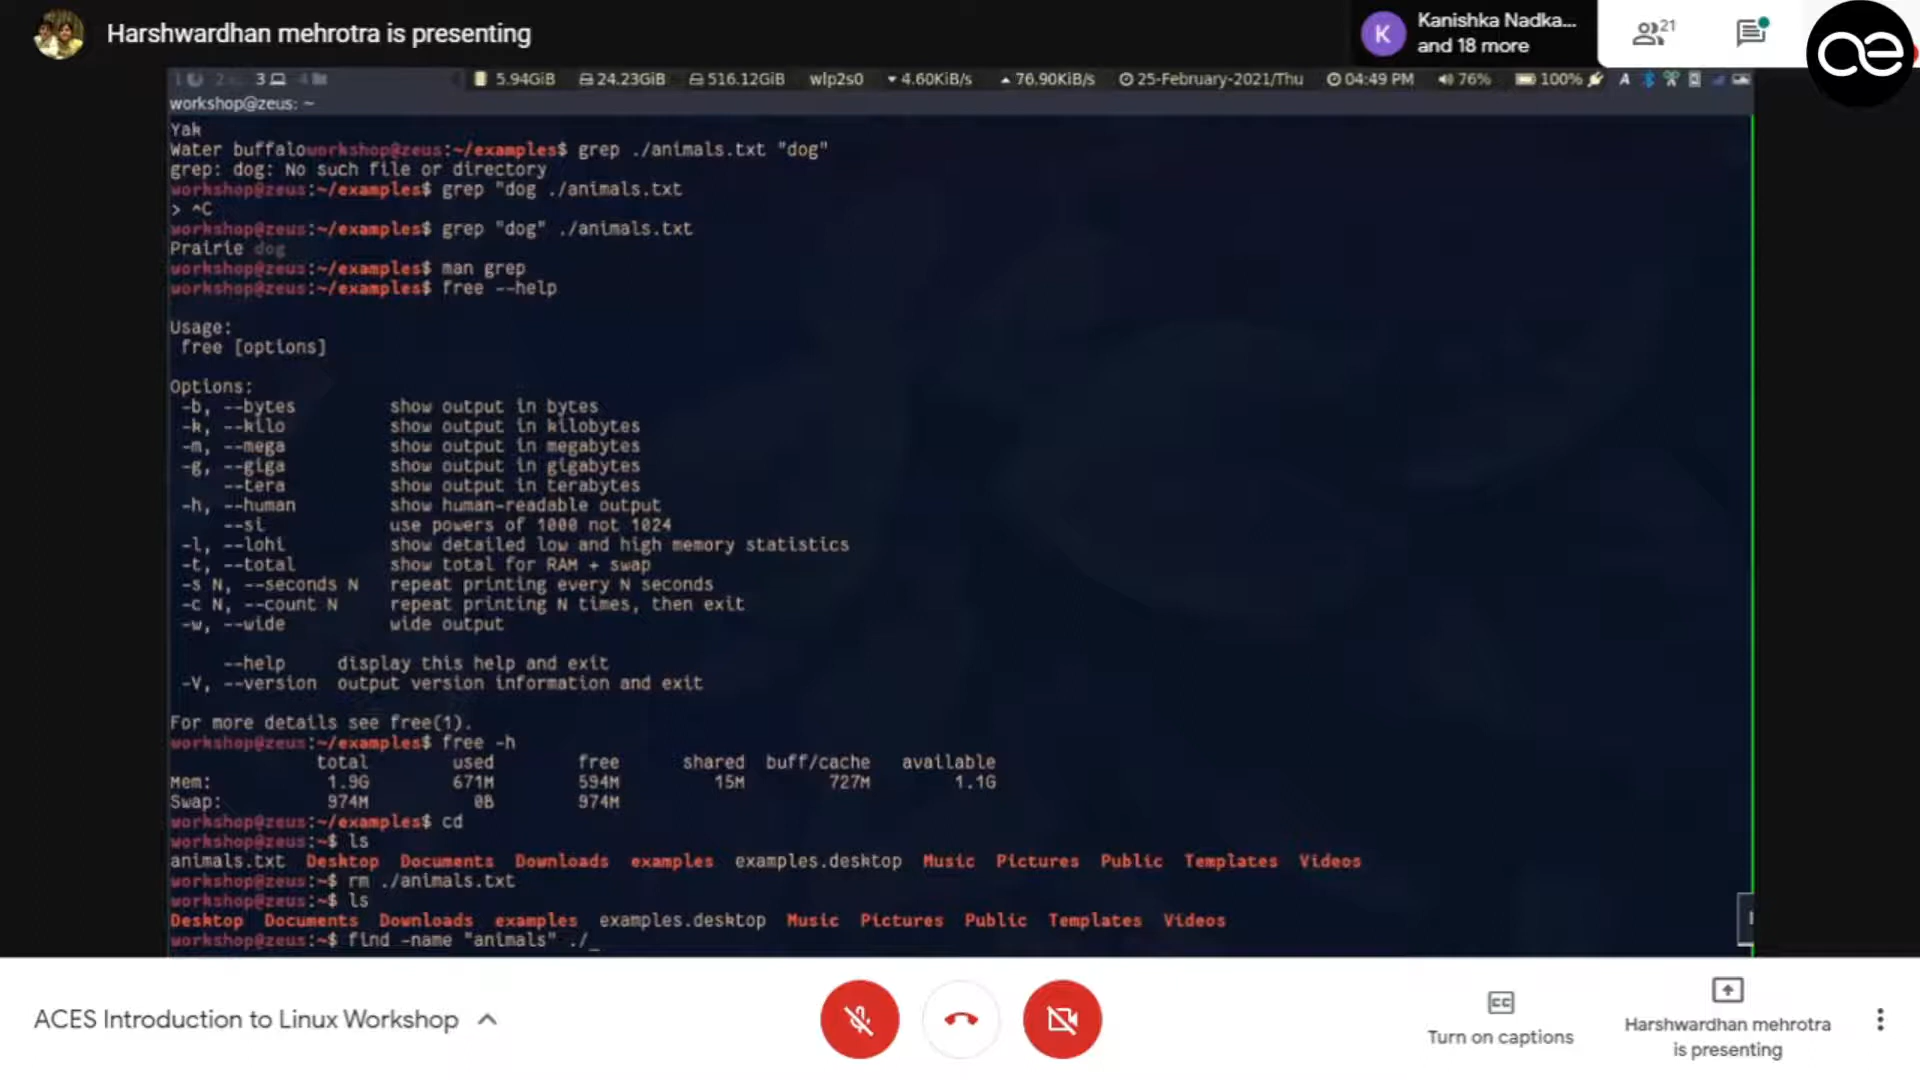 Harshwardhan mehrotra is presenting
K
Kanishka Nadka...
and 18 more
21
3
5.94GiB 24.23GiB 516.12GiB wlp2s0 4.60KiB/s 76.90KiB/s 25-February-2021/Thu 04:49 PM 76% 100% A
workshop@zeus: ~
Yak
Water buffaloworkshop@zeus:~/examples$ grep ./animals.txt "dog"
grep: dog: No such file or directory
workshop@zeus:~/examples$ grep "dog ./animals.txt
> ^C
workshop@zeus:~/examples$ grep "dog" ./animals.txt
Prairie dog
workshop@zeus:~/examples$ man grep
workshop@zeus:~/examples$ free --help
Usage:
free [options]
Options:
-b, --bytes show output in bytes
-k, --kilo show output in kilobytes
-m, --mega show output in megabytes
-g, --giga show output in gigabytes
--tera show output in terabytes
-h, --human show human-readable output
--si use powers of 1000 not 1024
-l, --lohi show detailed low and high memory statistics
-t, --total show total for RAM + swap
-s N, --seconds N repeat printing every N seconds
-c N, --count N repeat printing N times, then exit
-w, --wide wide output
--help display this help and exit
-V, --version output version information and exit
For more details see free(1).
workshop@zeus:~/examples$ free -h
total used free shared buff/cache available
Mem: 1.9G 671M 594M 15M 727M 1.1G
Swap: 974M 0B 974M
workshop@zeus:~/examples$ cd
workshop@zeus:~$ ls
animals.txt Desktop Documents Downloads examples examples.desktop Music Pictures Public Templates Videos
workshop@zeus:~$ rm ./animals.txt
workshop@zeus:~$ ls
Desktop Documents Downloads examples examples.desktop Music Pictures Public Templates Videos
workshop@zeus:~$ find -name "animals" ./_
ACES Introduction to Linux Workshop
CC
Turn on captions
Harshwardhan mehrotra
is presenting